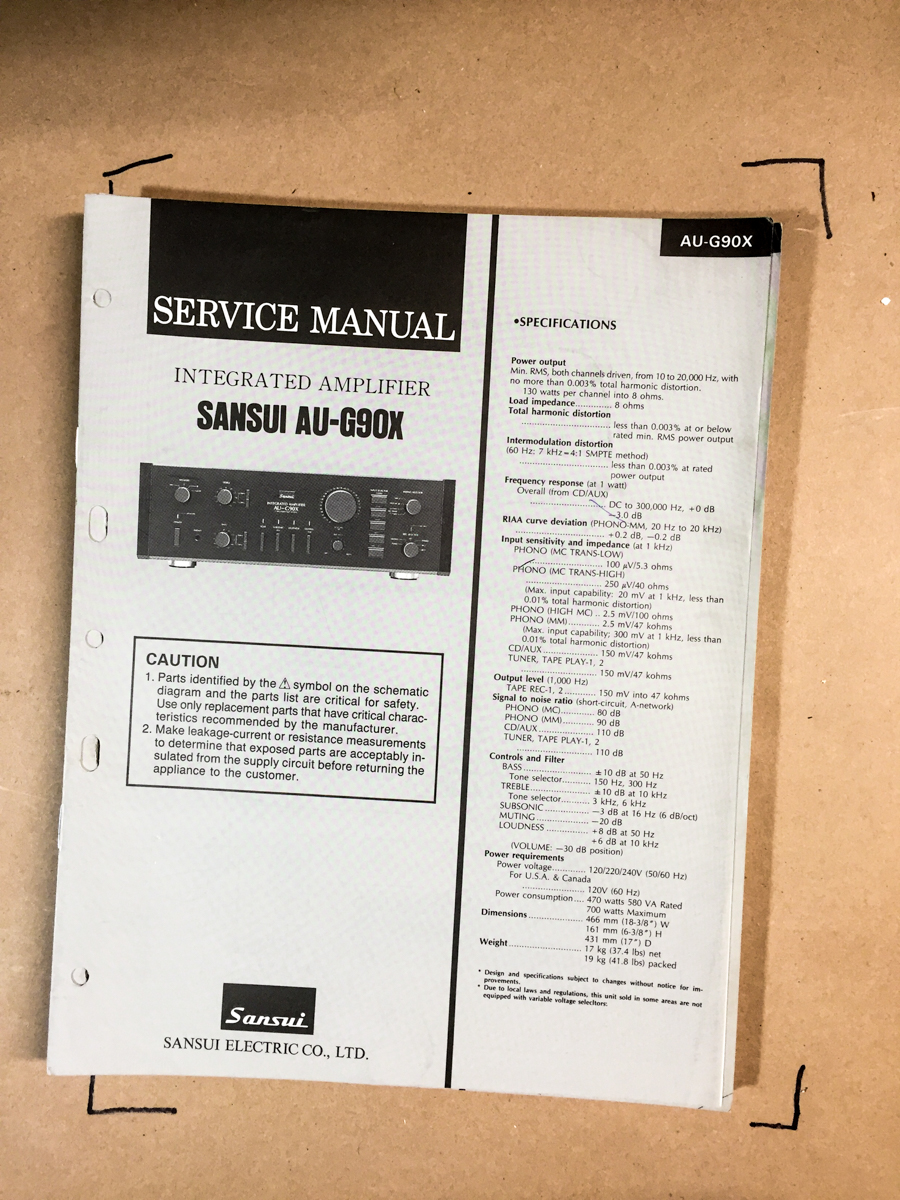 SERVICE MANUAL
INTEGRATED AMPLIFIER
SANSUI AU-G90X
Sansui
INTEGRATED AMPLIFIER
AU-G90X
CAUTION
1. Parts identified by the ⚠ symbol on the schematic
diagram and the parts list are critical for safety.
Use only replacement parts that have critical charac-
teristics recommended by the manufacturer.
2. Make leakage-current or resistance measurements
to determine that exposed parts are acceptably in-
sulated from the supply circuit before returning the
appliance to the customer.
Sansui
SANSUI ELECTRIC CO., LTD.
AU-G90X
•SPECIFICATIONS
Power output
Min. RMS, both channels driven, from 10 to 20,000 Hz, with
no more than 0.003% total harmonic distortion.
130 watts per channel into 8 ohms.
Load impedance.............. 8 ohms
Total harmonic distortion
.............................. less than 0.003% at or below
rated min. RMS power output
Intermodulation distortion
(60 Hz: 7 kHz=4:1 SMPTE method)
.............................. less than 0.003% at rated
power output
Frequency response (at 1 watt)
Overall (from CD/AUX)
.............................. DC to 300,000 Hz, +0 dB
−3.0 dB
RIAA curve deviation (PHONO-MM, 20 Hz to 20 kHz)
.............................. +0.2 dB, −0.2 dB
Input sensitivity and impedance (at 1 kHz)
PHONO (MC TRANS-LOW)
.............................. 100 μV/5.3 ohms
PHONO (MC TRANS-HIGH)
.............................. 250 μV/40 ohms
(Max. input capability: 20 mV at 1 kHz, less than
0.01% total harmonic distortion)
PHONO (HIGH MC) .. 2.5 mV/100 ohms
PHONO (MM)........... 2.5 mV/47 kohms
(Max. input capability; 300 mV at 1 kHz, less than
0.01% total harmonic distortion)
CD/AUX........................... 150 mV/47 kohms
TUNER, TAPE PLAY-1, 2
.............................. 150 mV/47 kohms
Output level (1,000 Hz)
TAPE REC-1, 2........... 150 mV into 47 kohms
Signal to noise ratio (short-circuit, A-network)
PHONO (MC)........... 80 dB
PHONO (MM)........... 90 dB
CD/AUX.................... 110 dB
TUNER, TAPE PLAY-1, 2
.............................. 110 dB
Controls and Filter
BASS.............................. ±10 dB at 50 Hz
Tone selector.......... 150 Hz, 300 Hz
TREBLE.............................. ±10 dB at 10 kHz
Tone selector.......... 3 kHz, 6 kHz
SUBSONIC................ −3 dB at 16 Hz (6 dB/oct)
MUTING.................... −20 dB
LOUDNESS................ +8 dB at 50 Hz
+6 dB at 10 kHz
(VOLUME: −30 dB position)
Power requirements
Power voltage............ 120/220/240V (50/60 Hz)
For U.S.A. & Canada
...................... 120V (60 Hz)
Power consumption.... 470 watts 580 VA Rated
700 watts Maximum
Dimensions.................... 466 mm (18-3/8") W
161 mm (6-3/8") H
431 mm (17") D
Weight.......................... 17 kg (37.4 lbs) net
19 kg (41.8 lbs) packed
* Design and specifications subject to changes without notice for im-
provements.
* Due to local laws and regulations, this unit sold in some areas are not
equipped with variable voltage selecltors.